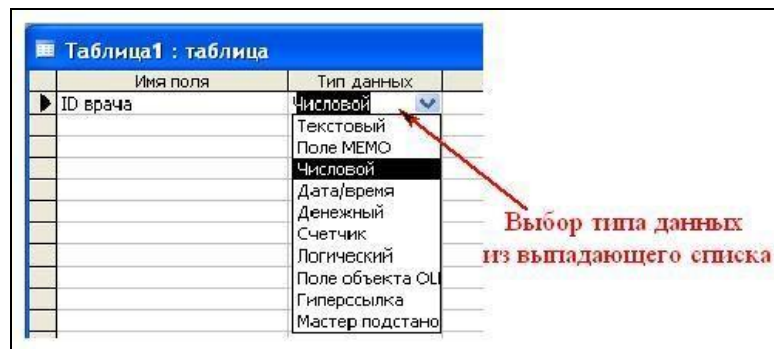 Таблица1 : таблица
Имя поля Тип данных
ID врача Числовой
Текстовый
Поле МЕМО
Числовой
Дата/время
Денежный
Счетчик
Логический
Поле объекта OL
Гиперссылка
Мастер подстано
Выбор типа данных
из выпадающего списка